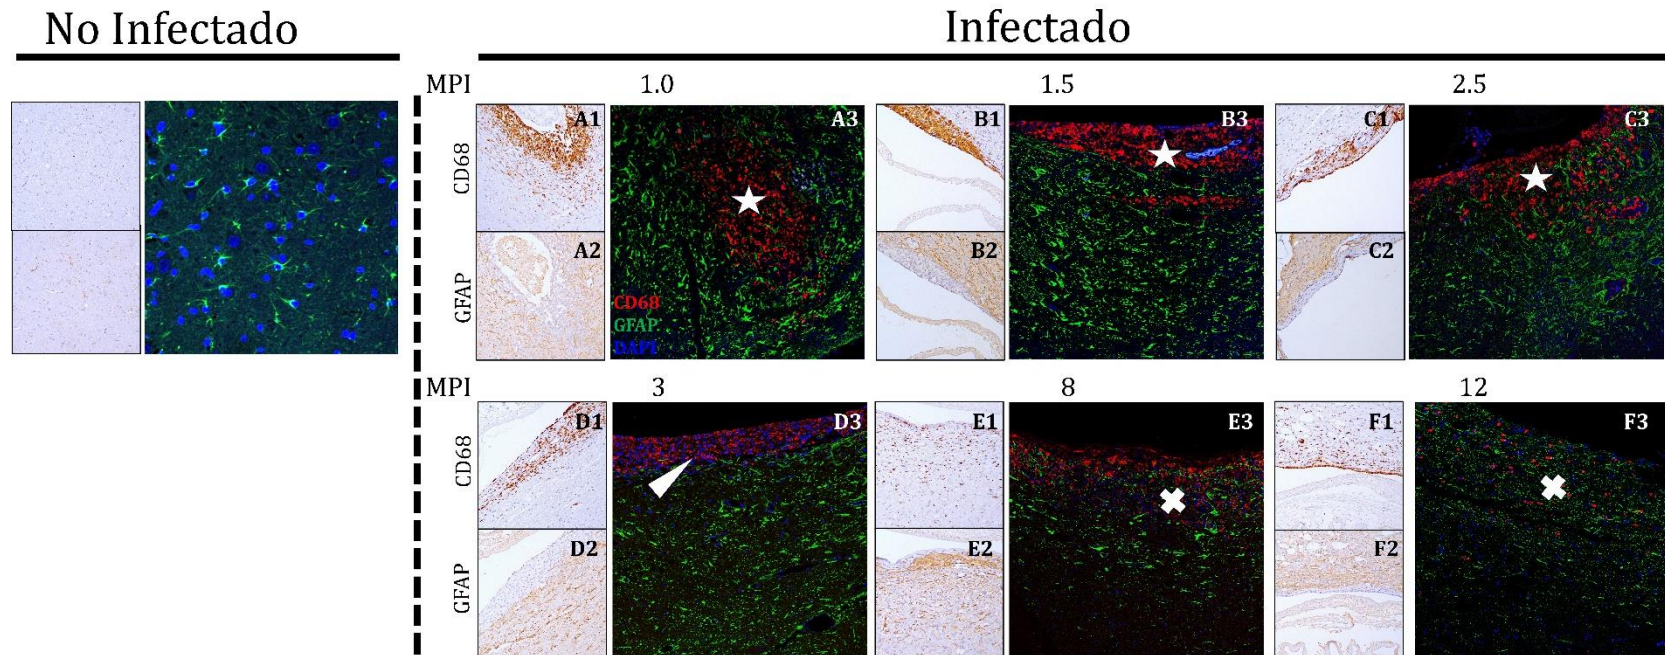 No Infectado
Infectado
MPI 1.0 1.5 2.5
CD68
GFAP
A1
A2
A3
CD68
GFAP
DAPI
B1
B2
B3
C1
C2
C3
MPI 3 8 12
CD68
GFAP
D1
D2
D3
E1
E2
E3
F1
F2
F3